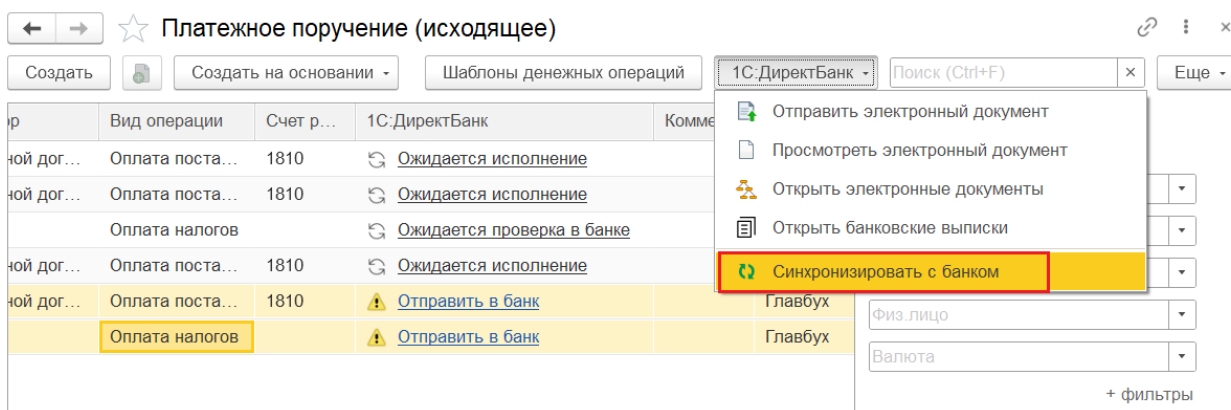 Платежное поручение (исходящее)
Создать Создать на основании Шаблоны денежных операций 1С:ДиректБанк Поиск (Ctrl+F) Еще
ор Вид операции Счет р... 1С:ДиректБанк Комме
Отправить электронный документ
ной дог... Оплата поста... 1810 Ожидается исполнение
Просмотреть электронный документ
ной дог... Оплата поста... 1810 Ожидается исполнение
Открыть электронные документы
Оплата налогов Ожидается проверка в банке
Открыть банковские выписки
ной дог... Оплата поста... 1810 Ожидается исполнение
Синхронизировать с банком
ной дог... Оплата поста... 1810 Отправить в банк Главбух
Физ.лицо
Оплата налогов Отправить в банк Главбух
Валюта
+ фильтры